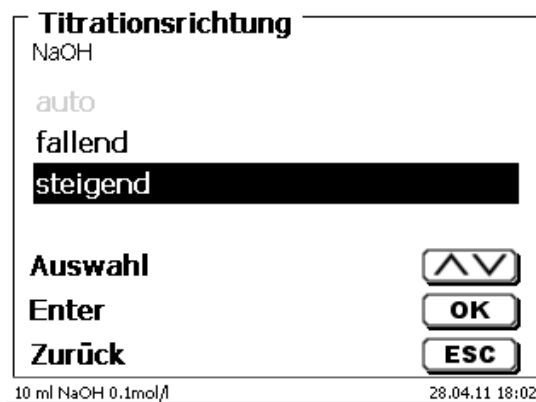 Titrationsrichtung
NaOH
auto
fallend
steigend
Auswahl
Enter OK
Zurück ESC
10 ml NaOH 0.1mol/l 28.04.11 18:02